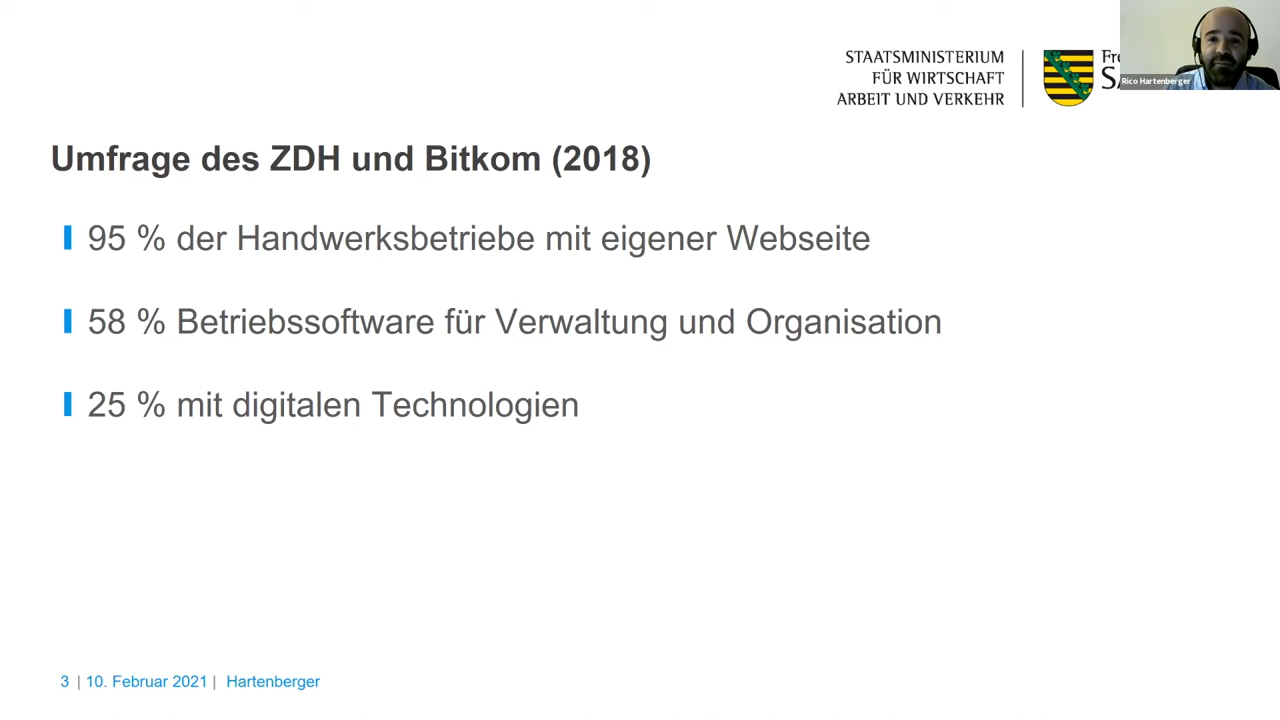 STAATSMINISTERIUM
FÜR WIRTSCHAFT
ARBEIT UND VERKEHR
Rico Hartenberger
Umfrage des ZDH und Bitkom (2018)
95 % der Handwerksbetriebe mit eigener Webseite
58 % Betriebssoftware für Verwaltung und Organisation
25 % mit digitalen Technologien
3 | 10. Februar 2021 | Hartenberger